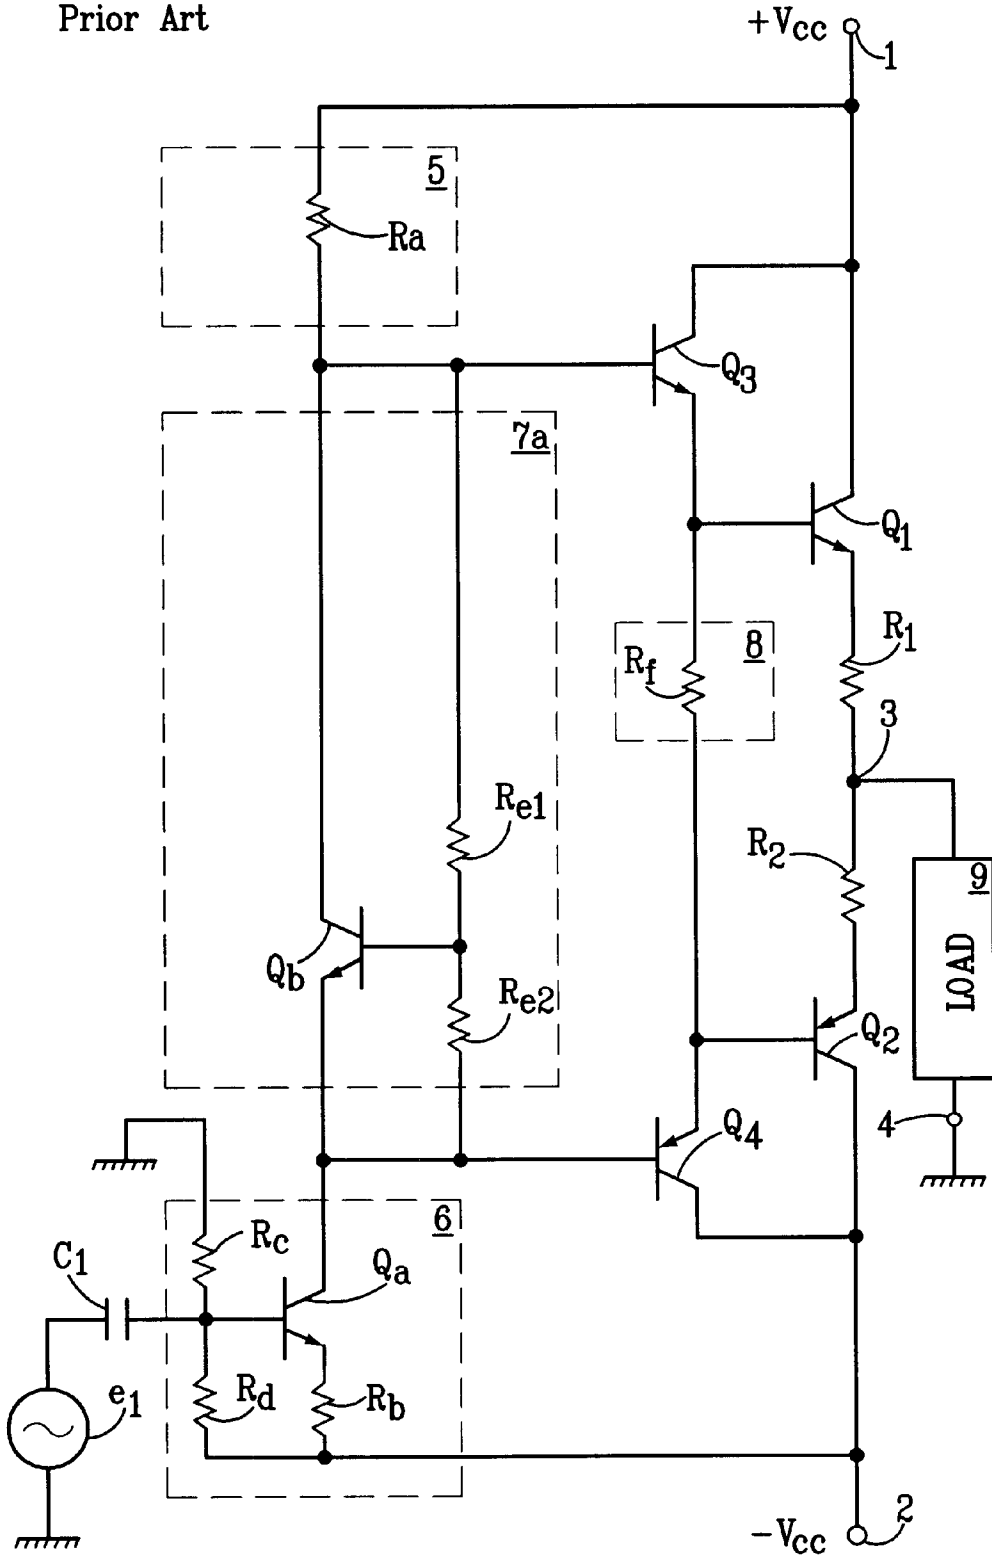 Prior Art
+Vcc
1
5
Ra
Q3
7a
Q1
8
Rf
R1
3
Re1
R2
9
LOAD
Qb
Re2
Q2
4
Q4
6
Rc
C1
Qa
e1
Rd
Rb
-Vcc
2